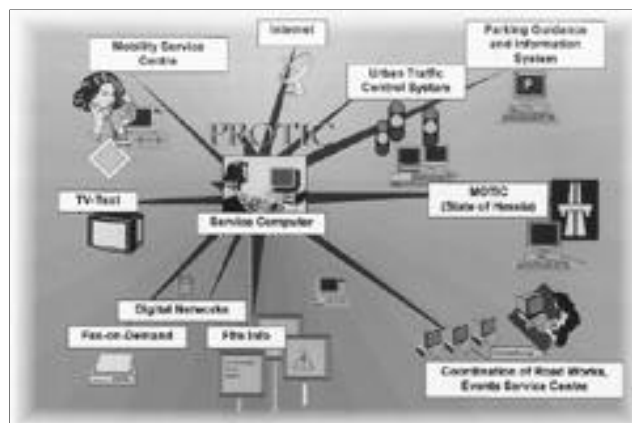 Internet
Parking Guidance
and Information
System
Mobility Service
Centre
Urban Traffic
Control System
PROTIC
P
TV-Text
MOTIC
(State of Hessia)
Service Computer
Digital Networks
Fax-on-Demand
Info
Coordination of Road Works,
Events Service Centre